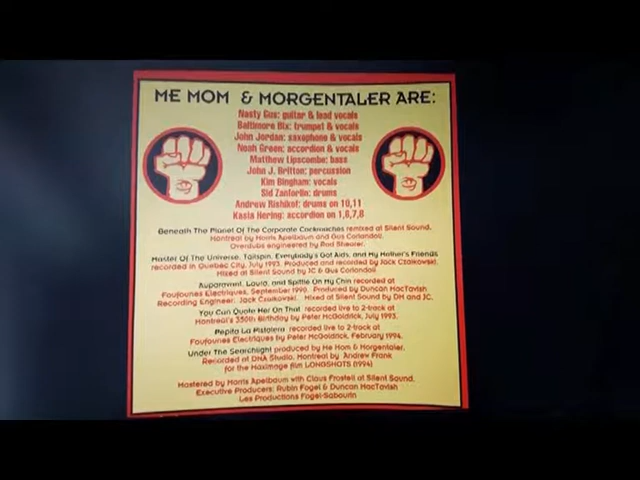 ME MOM & MORGENTALER ARE:
Nasty Gus: guitar & lead vocals
Baltimore Bix: trumpet & vocals
John Jordan: saxophone & vocals
Noah Green: accordion & vocals
Matthew Lipscombe: bass
John J. Britton: percussion
Kim Bingham: vocals
Sid Zanforlin: drums
Andrew Rishikof: drums on 10,11
Kasia Hering: accordion on 1,6,7,8
Beneath The Planet Of The Corporate Cockroaches remixed at Silent Sound,
Montreal by Morris Apelbaum and Gus Coriandoli.
Overdubs engineered by Rod Shearer.
Master Of The Universe, Tailspin, Everybody's Got Aids, and My Mother's Friends
recorded in Quebec City, July 1993. Produced and recorded by Jack Czaikovski.
Mixed at Silent Sound by JC & Gus Coriandoli.
Auparavant, Laura, and Spittle On My Chin recorded at
Foufounes Electriques, September 1990. Produced by Duncan MacTavish
Recording Engineer: Jack Czaikovski. Mixed at Silent Sound by DM and JC.
You Can Quote Her On That recorded live to 2-track at
Montreal's 350th Birthday by Peter McGoldrick, July 1993.
Pepita La Pistolera recorded live to 2-track at
Foufounes Electriques by Peter McGoldrick, February 1994.
Under The Searchlight produced by Me Mom & Morgentaler.
Recorded at DNA Studio, Montreal by Andrew Frank
for the Maximage film LONGSHOTS (1994)
Mastered by Morris Apelbaum with Claus Frostell at Silent Sound.
Executive Producers: Rubin Fogel & Duncan MacTavish
Les Productions Fogel-Sabourin